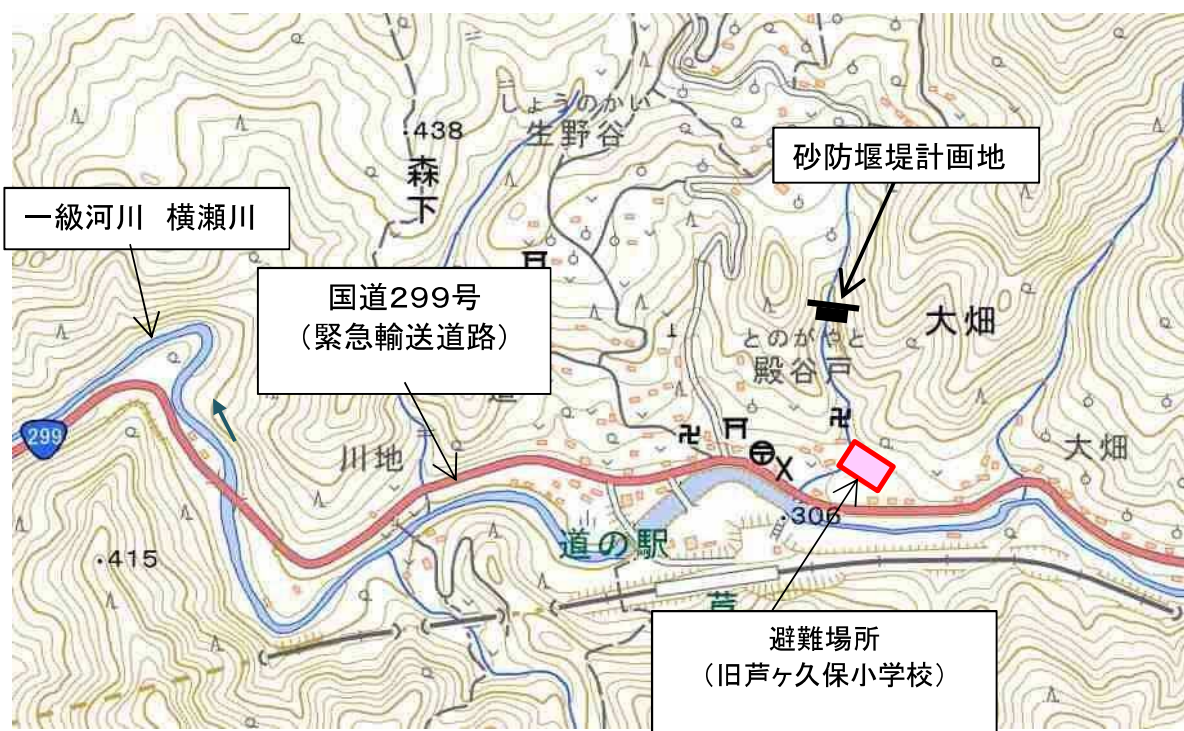 しょうのかい
生野谷
・438
森下
砂防堰堤計画地
一級河川 横瀬川
国道299号
（緊急輸送道路）
大畑
とのがやと
殿谷戸
299
川地
大畑
・306
道の駅
・415
芦
避難場所
（旧芦ヶ久保小学校）